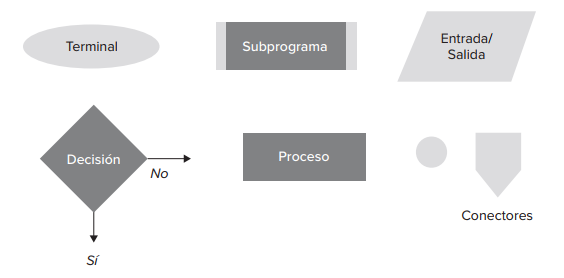 Terminal
Subprograma
Entrada/
Salida
Decisión
No
Sí
Proceso
Conectores